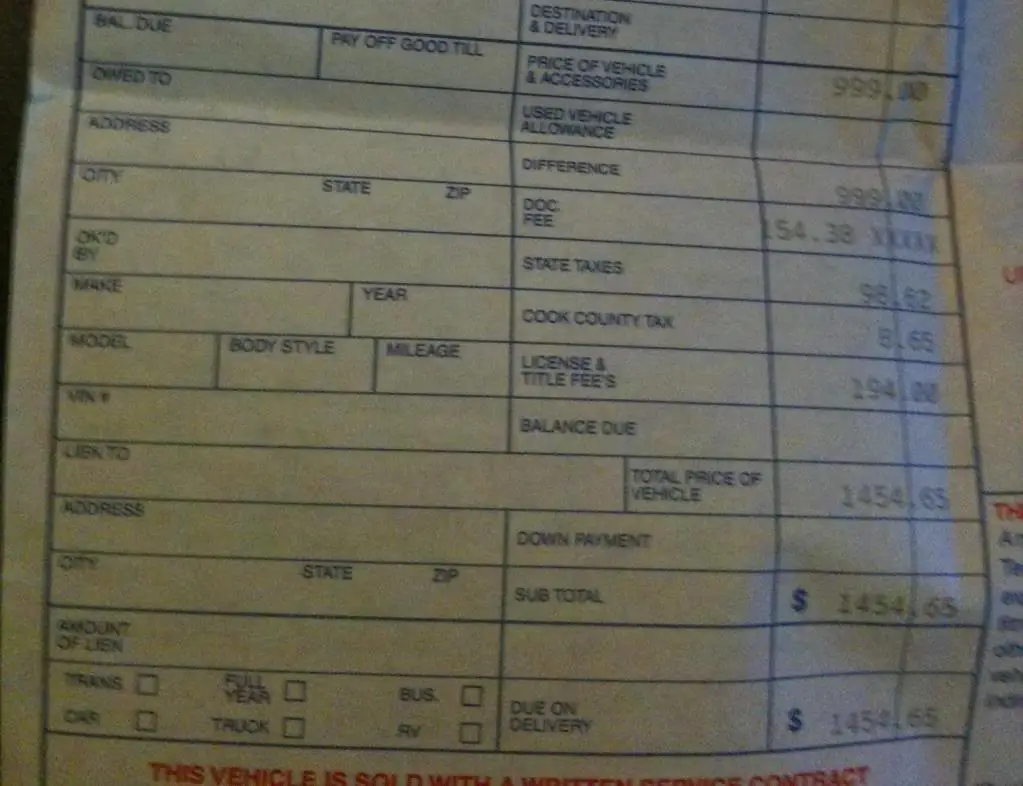 DESTINATION
& DELIVERY
BAL. DUE
PAY OFF GOOD TILL
PRICE OF VEHICLE
& ACCESSORIES
999.00
OWED TO
USED VEHICLE
ALLOWANCE
ADDRESS
DIFFERENCE
999.00
CITY STATE ZIP
DOC.
FEE
154.38 XXXXX
OK'D
BY
STATE TAXES
98.62
MAKE
YEAR
COOK COUNTY TAX
8.65
MODEL
BODY STYLE
MILEAGE
LICENSE &
TITLE FEE'S
194.00
VIN #
BALANCE DUE
LIEN TO
TOTAL PRICE OF
VEHICLE
1454.65
ADDRESS
DOWN PAYMENT
CITY STATE ZIP
SUB TOTAL
$ 1454.65
AMOUNT
OF LIEN
TRANS
FULL
YEAR
BUS.
CAR
TRUCK
RV
DUE ON
DELIVERY
$ 1454.65
THIS VEHICLE IS SOLD WITH A WRITTEN SERVICE CONTRACT